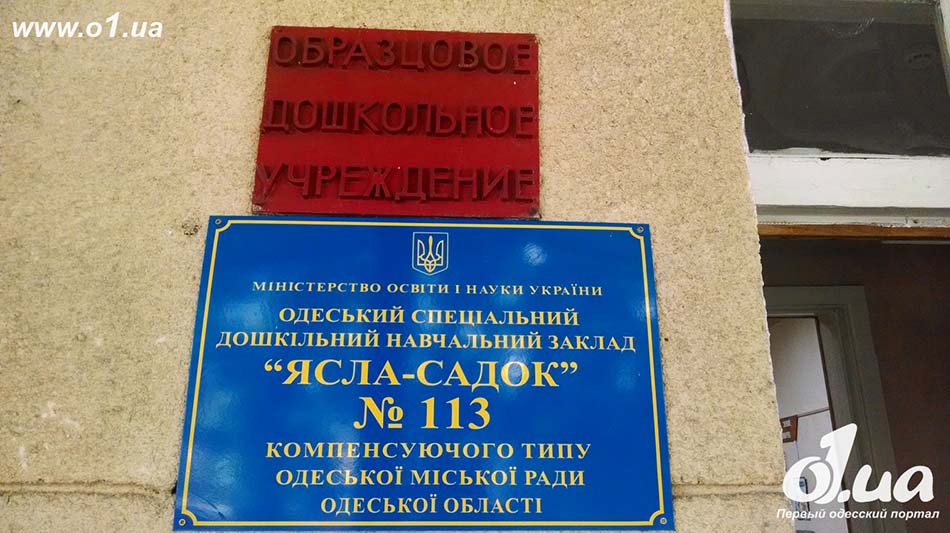 www.o1.ua
ОБРАЗЦОВОЕ
ДОШКОЛЬНОЕ
УЧРЕЖДЕНИЕ
МІНІСТЕРСТВО ОСВІТИ І НАУКИ УКРАЇНИ
ОДЕСЬКИЙ СПЕЦІАЛЬНИЙ
ДОШКІЛЬНИЙ НАВЧАЛЬНИЙ ЗАКЛАД
“ЯСЛА-САДОК”
№ 113
КОМПЕНСУЮЧОГО ТИПУ
ОДЕСЬКОЇ МІСЬКОЇ РАДИ
ОДЕСЬКОЇ ОБЛАСТІ
o1.ua
Первый одесский портал